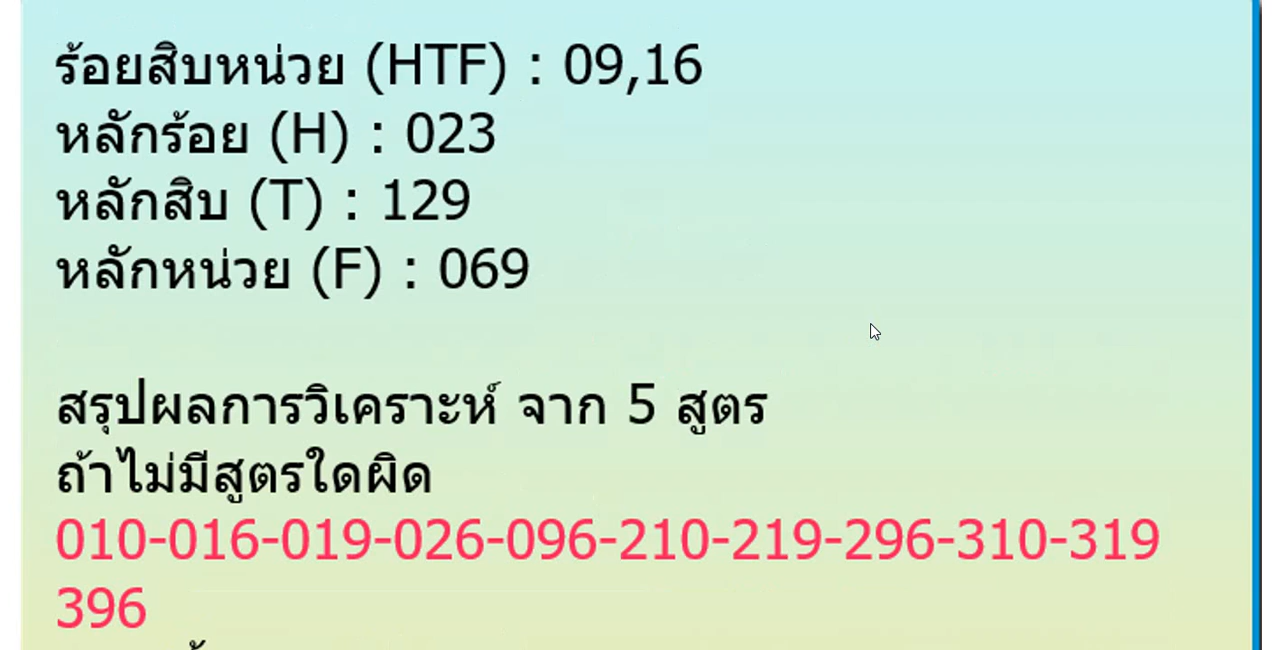 ร้อยสิบหน่วย (HTF) : 09,16
หลักร้อย (H) : 023
หลักสิบ (T) : 129
หลักหน่วย (F) : 069
สรุปผลการวิเคราะห์ จาก 5 สูตร
ถ้าไม่มีสูตรใดผิด
010-016-019-026-096-210-219-296-310-319
396